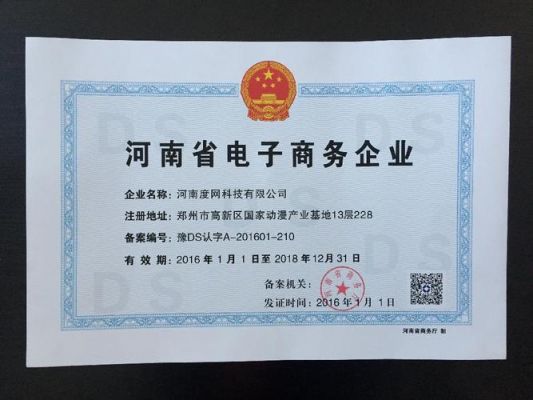 河南省电子商务企业
企业名称：河南度网科技有限公司
注册地址：郑州市高新区国家动漫产业基地13层228
备案编号：豫DS认字A-201601-210
有 效 期：2016 年 1 月 1 日至 2018 年 12 月 31 日
备案机关：
发证时间：2016 年 1 月 1 日
河南省商务厅 制
DS
DS
DS